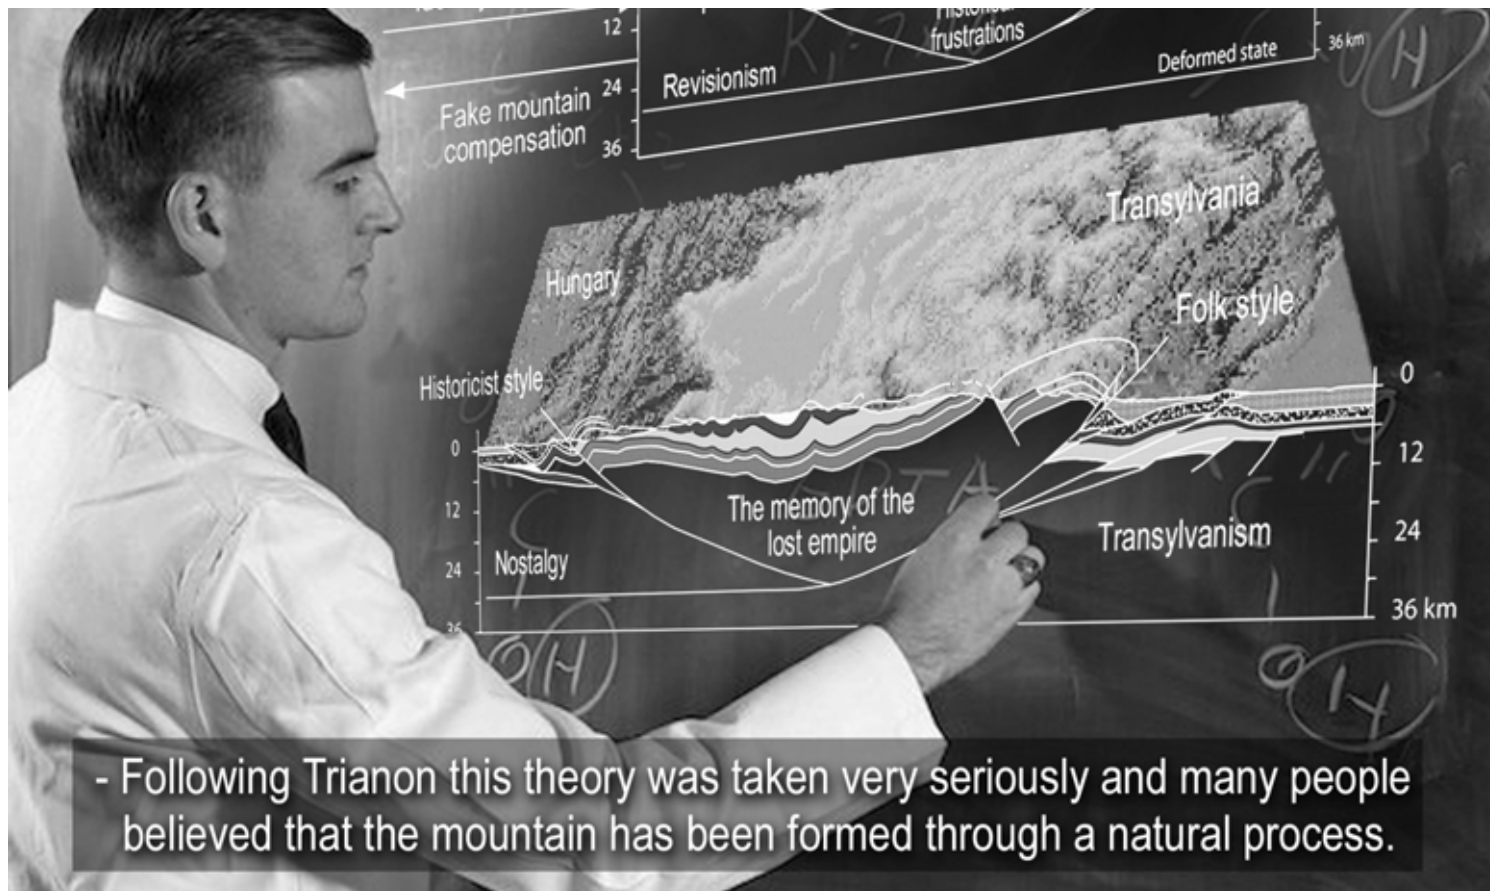 12
Historical
frustrations
36 km
Deformed state
Revisionism
24
Fake mountain
compensation
36
Transylvania
Hungary
Folk style
Historicist style
0
0
12
The memory of the
lost empire
12
24
Nostalgy
Transylvanism
24
36
36 km
H
H
- Following Trianon this theory was taken very seriously and many people
believed that the mountain has been formed through a natural process.